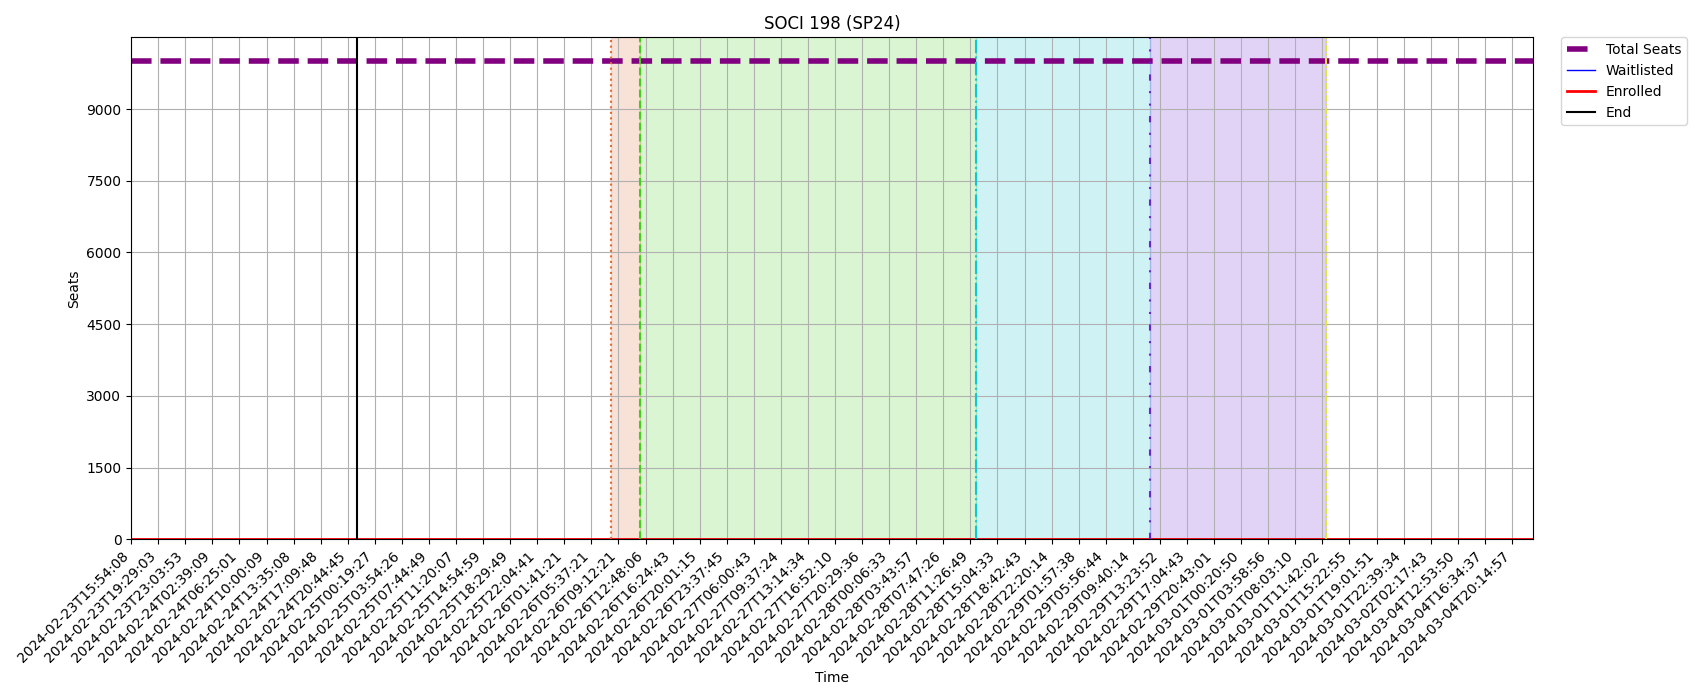 SOCI 198 (SP24)
Total Seats
Waitlisted
Enrolled
End
Seats
9000
7500
6000
4500
3000
1500
0
2024-02-23T15:54:08
2024-02-23T19:29:03
2024-02-23T23:03:53
2024-02-24T02:39:09
2024-02-24T06:25:01
2024-02-24T10:00:09
2024-02-24T13:35:08
2024-02-24T17:09:48
2024-02-24T20:44:45
2024-02-25T00:19:27
2024-02-25T03:54:26
2024-02-25T07:44:49
2024-02-25T11:20:07
2024-02-25T14:54:59
2024-02-25T18:29:49
2024-02-25T22:04:41
2024-02-26T01:41:21
2024-02-26T05:37:21
2024-02-26T09:12:21
2024-02-26T12:48:06
2024-02-26T16:24:43
2024-02-26T20:01:15
2024-02-26T23:37:45
2024-02-27T06:00:43
2024-02-27T09:37:24
2024-02-27T13:14:34
2024-02-27T16:52:10
2024-02-27T20:29:36
2024-02-28T00:06:33
2024-02-28T03:43:57
2024-02-28T07:47:26
2024-02-28T11:26:49
2024-02-28T15:04:33
2024-02-28T18:42:43
2024-02-28T22:20:14
2024-02-29T01:57:38
2024-02-29T05:56:44
2024-02-29T09:40:14
2024-02-29T13:23:52
2024-02-29T17:04:43
2024-02-29T20:43:01
2024-03-01T00:20:50
2024-03-01T03:58:56
2024-03-01T08:03:10
2024-03-01T11:42:02
2024-03-01T15:22:55
2024-03-01T19:01:51
2024-03-01T22:39:34
2024-03-02T02:17:43
2024-03-04T12:53:50
2024-03-04T16:34:37
2024-03-04T20:14:57
Time